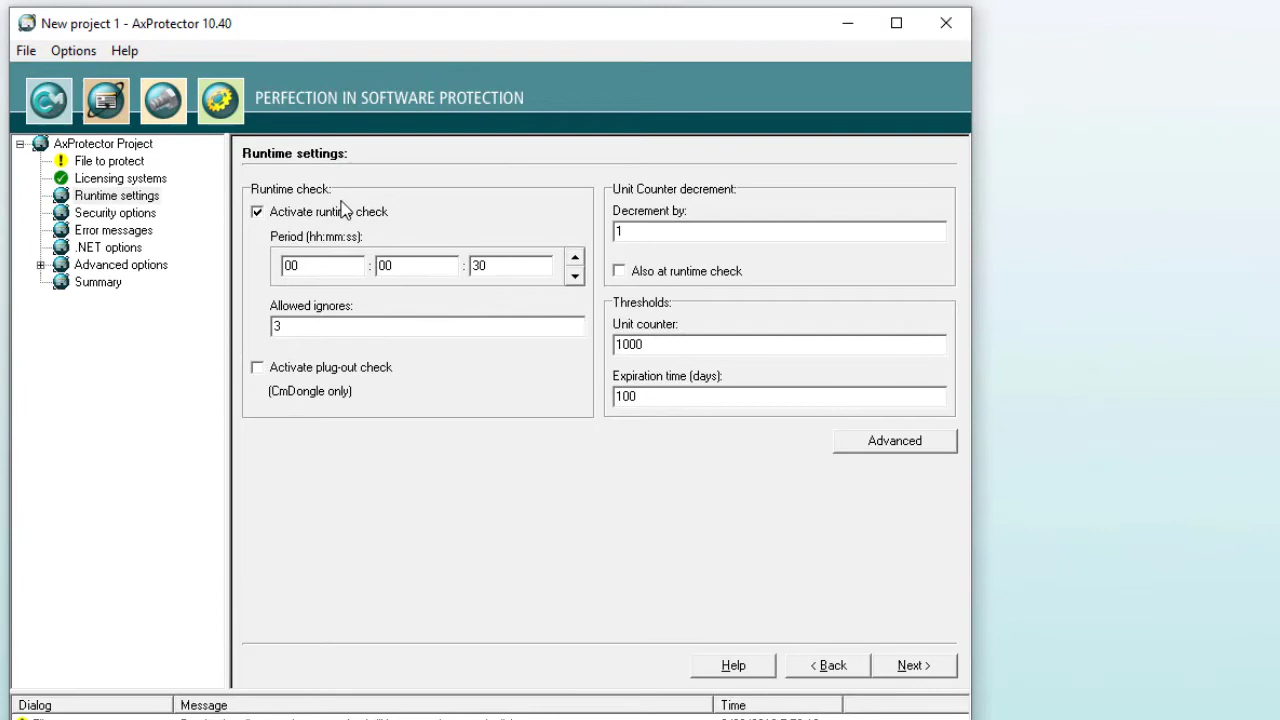 New project 1 - AxProtector 10.40
File Options Help
PERFECTION IN SOFTWARE PROTECTION
AxProtector Project
File to protect
Licensing systems
Runtime settings
Security options
Error messages
.NET options
Advanced options
Summary
Runtime settings:
Runtime check:
Activate runtime check
Period (hh:mm:ss):
00 : 00 : 30
Allowed ignores:
3
Activate plug-out check
(CmDongle only)
Unit Counter decrement:
Decrement by:
1
Also at runtime check
Thresholds:
Unit counter:
1000
Expiration time (days):
100
Advanced
Help < Back Next >
Dialog Message Time